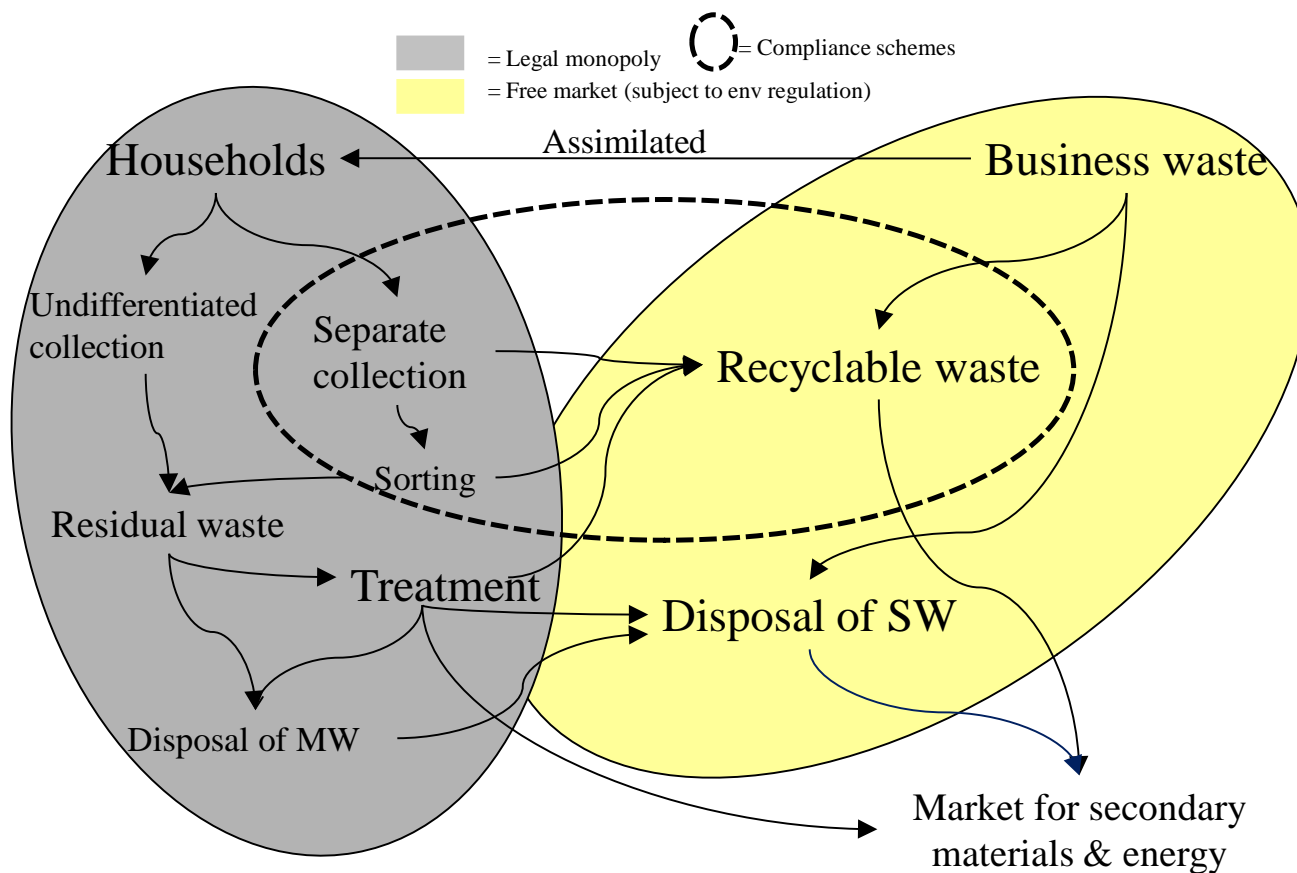 = Legal monopoly
= Compliance schemes
= Free market (subject to env regulation)
Assimilated
Households
Business waste
Undifferentiated
collection
Separate
collection
Recyclable waste
Sorting
Residual waste
Treatment
Disposal of SW
Disposal of MW
Market for secondary
materials & energy